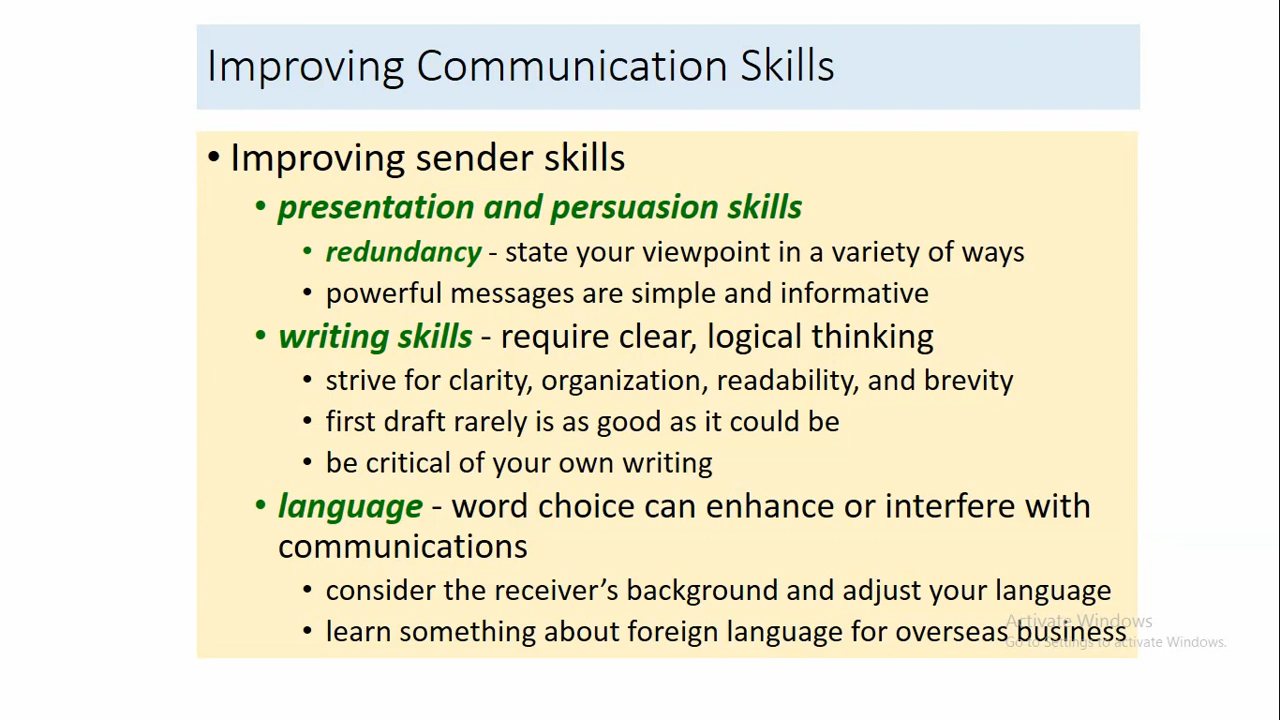 Improving Communication Skills
• Improving sender skills
• presentation and persuasion skills
• redundancy - state your viewpoint in a variety of ways
• powerful messages are simple and informative
• writing skills - require clear, logical thinking
• strive for clarity, organization, readability, and brevity
• first draft rarely is as good as it could be
• be critical of your own writing
• language - word choice can enhance or interfere with
communications
• consider the receiver’s background and adjust your language
• learn something about foreign language for overseas business
Activate Windows
Go to Settings to activate Windows.